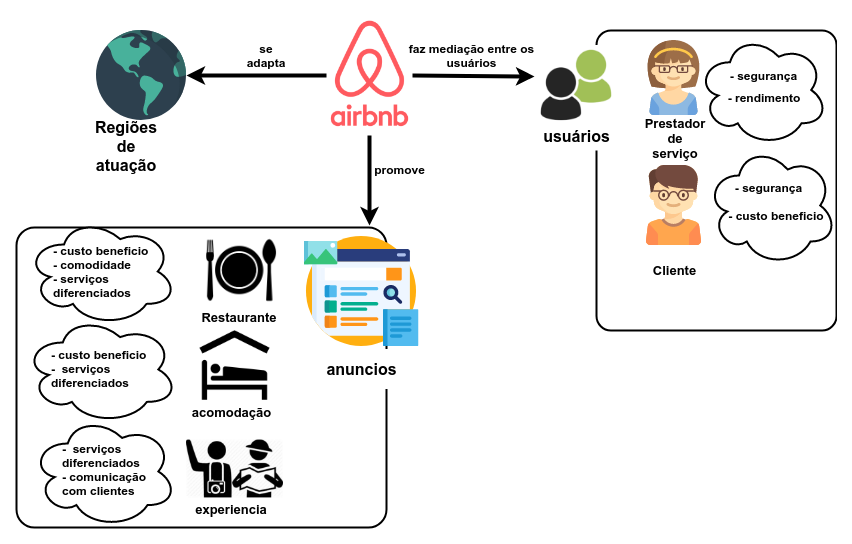 se
adapta
airbnb
faz mediação entre os
usuários
Regiões
de
atuação
promove
usuários
Prestador
de
serviço
- segurança
- rendimento
Cliente
- segurança
- custo beneficio
anuncios
- custo beneficio
- comodidade
- serviços
diferenciados
Restaurante
- custo beneficio
- serviços
diferenciados
acomodação
- serviços
diferenciados
- comunicação
com clientes
experiencia